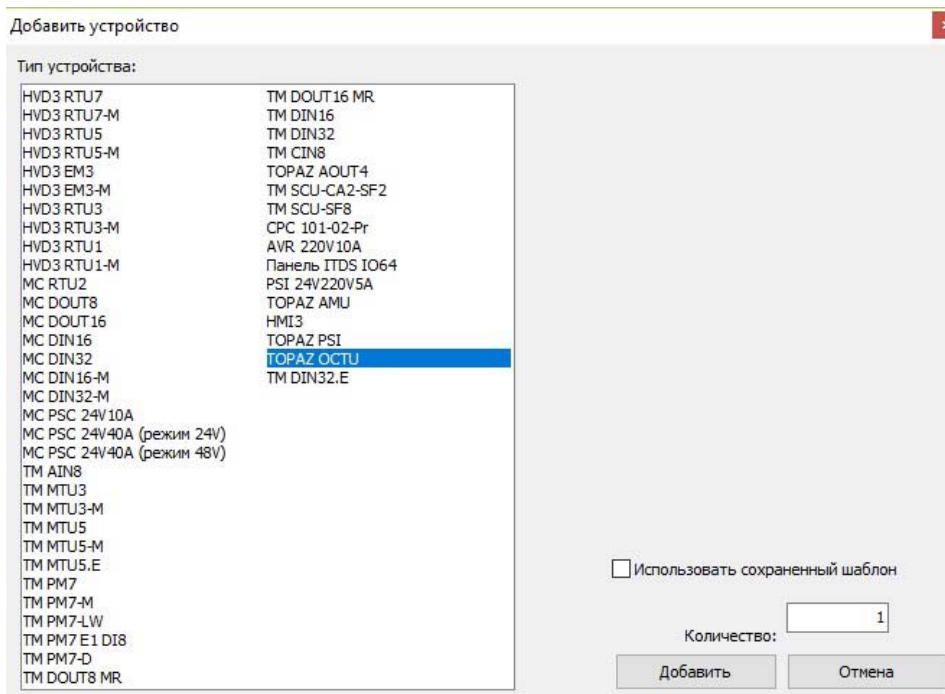 Добавить устройство
Тип устройства:
HVD3 RTU7
HVD3 RTU7-M
HVD3 RTU5
HVD3 RTU5-M
HVD3 EM3
HVD3 EM3-M
HVD3 RTU3
HVD3 RTU3-M
HVD3 RTU1
HVD3 RTU1-M
MC RTU2
MC DOUT8
MC DOUT16
MC DIN16
MC DIN32
MC DIN16-M
MC DIN32-M
MC PSC 24V10A
MC PSC 24V40A (режим 24V)
MC PSC 24V40A (режим 48V)
TM AIN8
TM MTU3
TM MTU3-M
TM MTU5
TM MTU5-M
TM MTU5.E
TM PM7
TM PM7-M
TM PM7-LW
TM PM7 E1 DI8
TM PM7-D
TM DOUT8 MR
TM DOUT16 MR
TM DIN16
TM DIN32
TM CIN8
TOPAZ AOUT4
TM SCU-CA2-SF2
TM SCU-SF8
CPC 101-02-Pr
AVR 220V10A
Панель ITDS IO64
PSI 24V220V5A
TOPAZ AMU
HMI3
TOPAZ PSI
TOPAZ OCTU
TM DIN32.E
Использовать сохраненный шаблон
Количество: 1
Добавить
Отмена